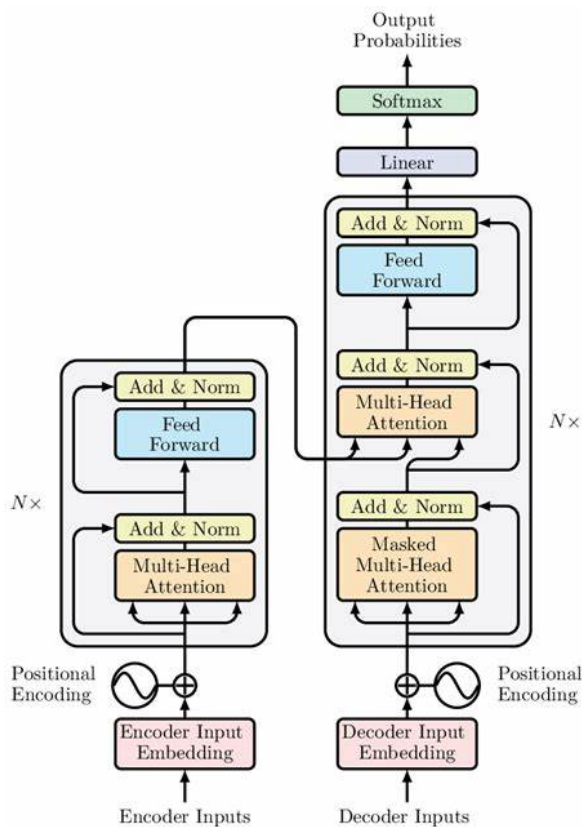 Output
Probabilities
Softmax
Linear
Add & Norm
Feed
Forward
Add & Norm
Multi-Head
Attention
N×
Add & Norm
Masked
Multi-Head
Attention
Add & Norm
Feed
Forward
N×
Add & Norm
Multi-Head
Attention
Positional
Encoding
Positional
Encoding
Encoder Input
Embedding
Decoder Input
Embedding
Encoder Inputs
Decoder Inputs